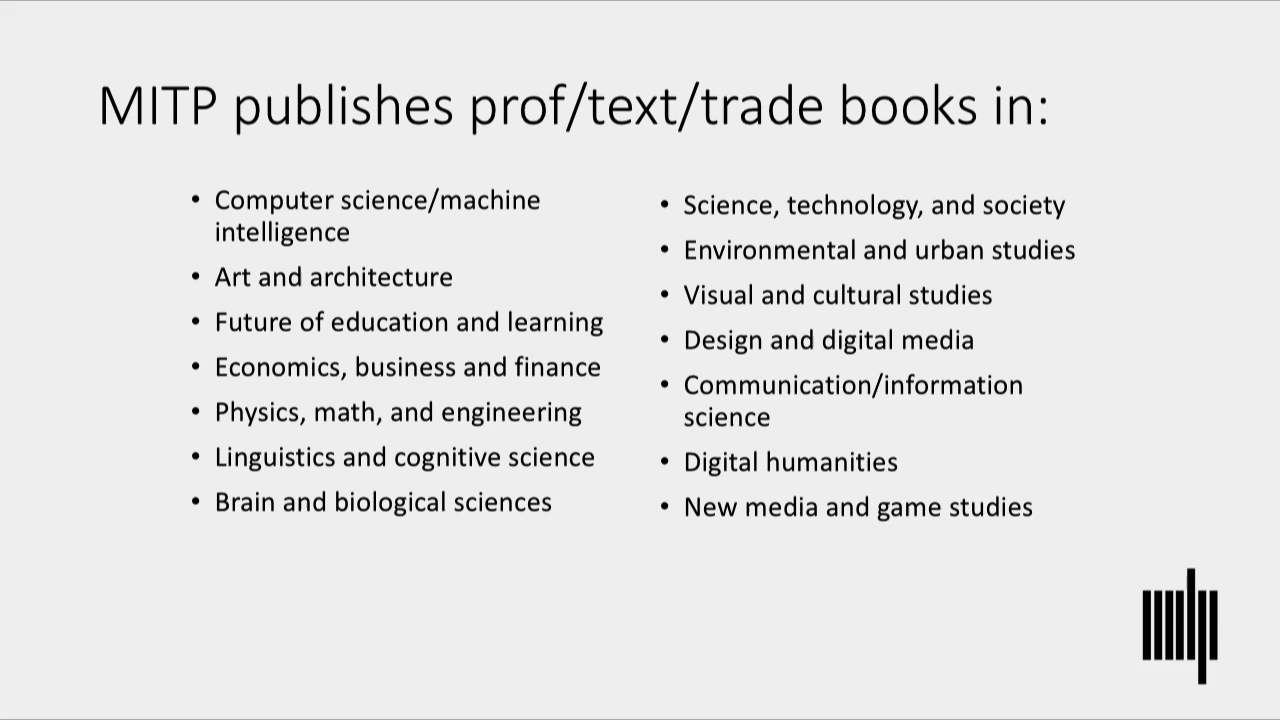 MITP publishes prof/text/trade books in:
• Computer science/machine
intelligence
• Art and architecture
• Future of education and learning
• Economics, business and finance
• Physics, math, and engineering
• Linguistics and cognitive science
• Brain and biological sciences
• Science, technology, and society
• Environmental and urban studies
• Visual and cultural studies
• Design and digital media
• Communication/information
science
• Digital humanities
• New media and game studies